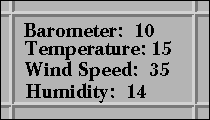 Barometer: 10
Temperature: 15
Wind Speed: 35
Humidity: 14